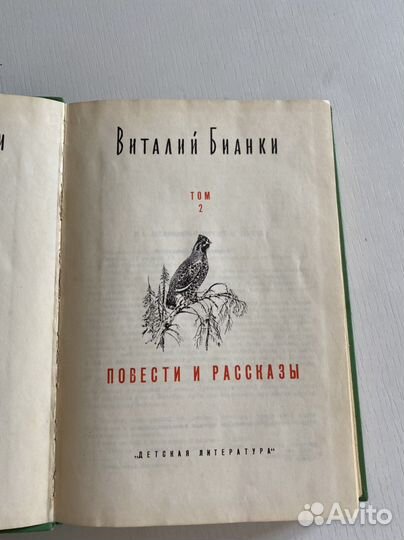 и
Виталий Бианки
ТОМ
2
ПОВЕСТИ И РАССКАЗЫ
„ДЕТСКАЯ ЛИТЕРАТУРА"
Avito